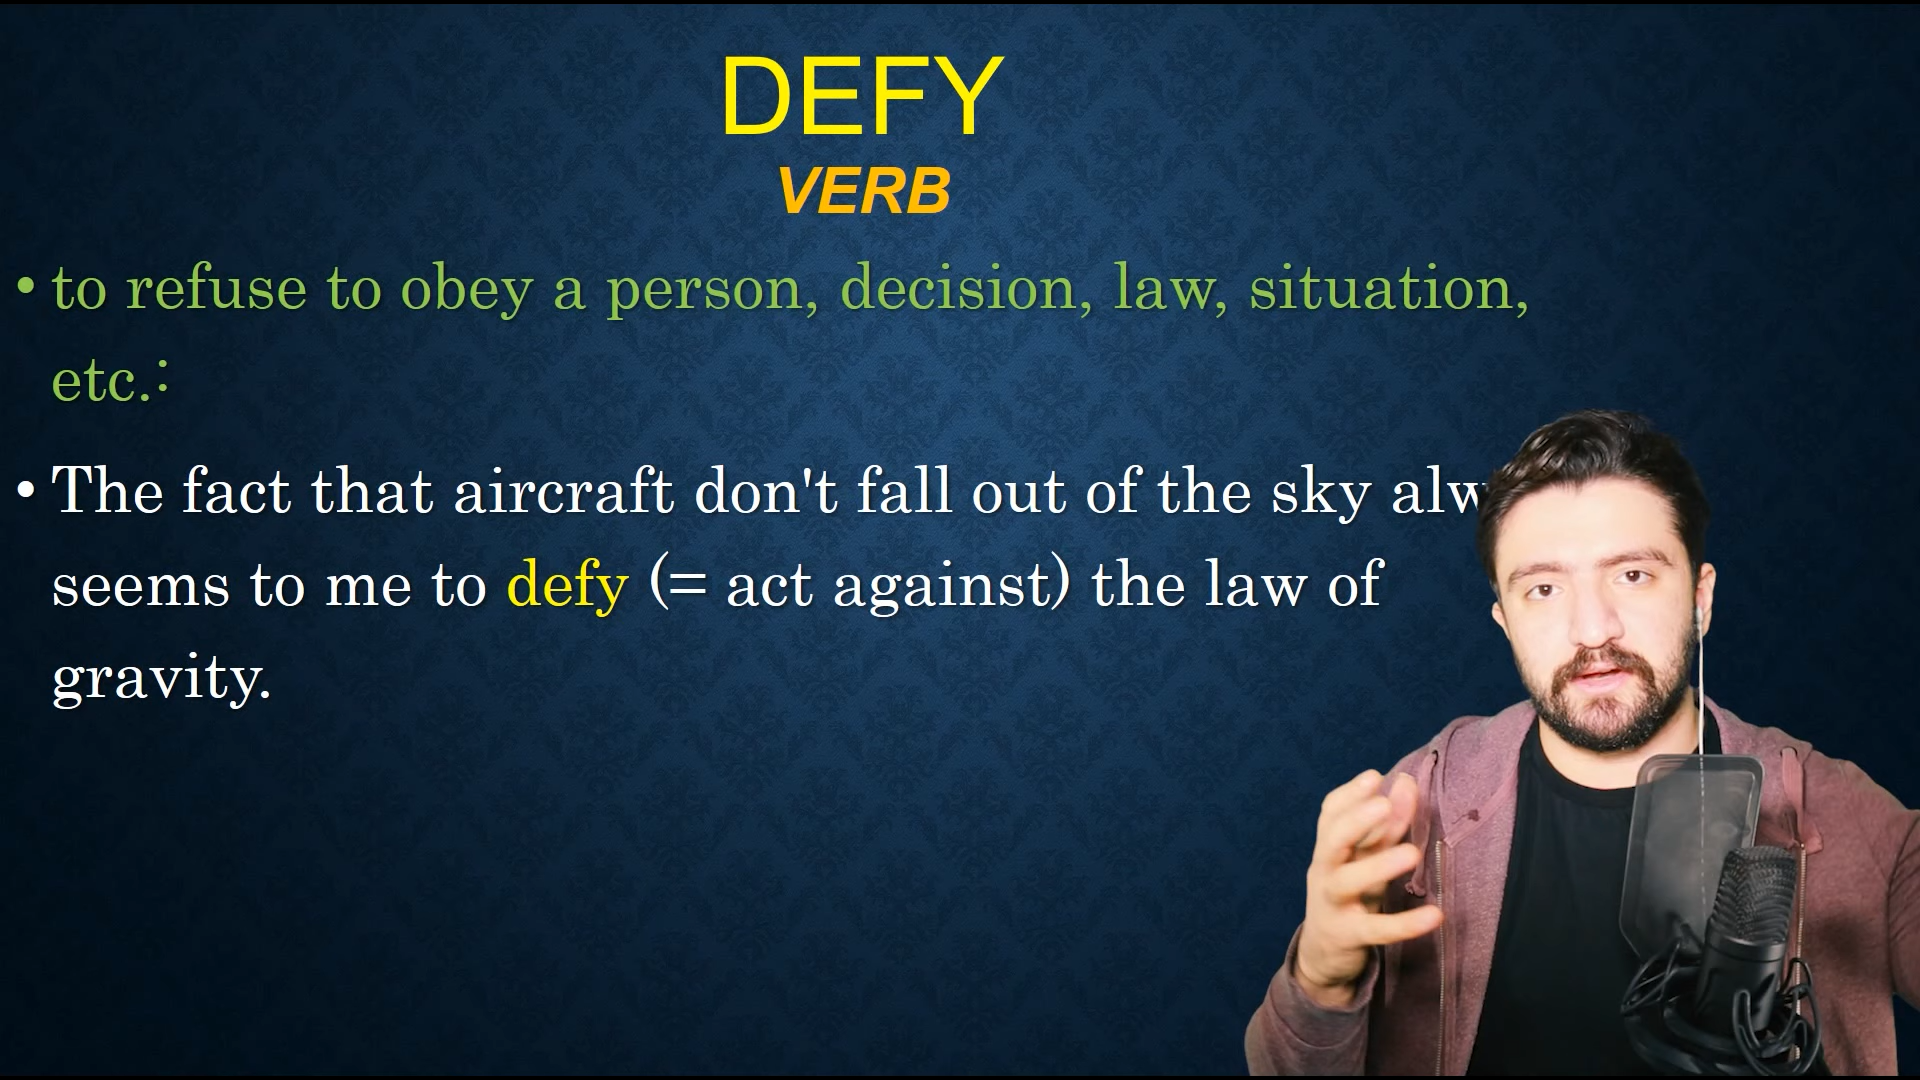 DEFY
VERB
• to refuse to obey a person, decision, law, situation,
etc.:
• The fact that aircraft don't fall out of the sky
seems to me to defy (= act against) the law of
gravity.